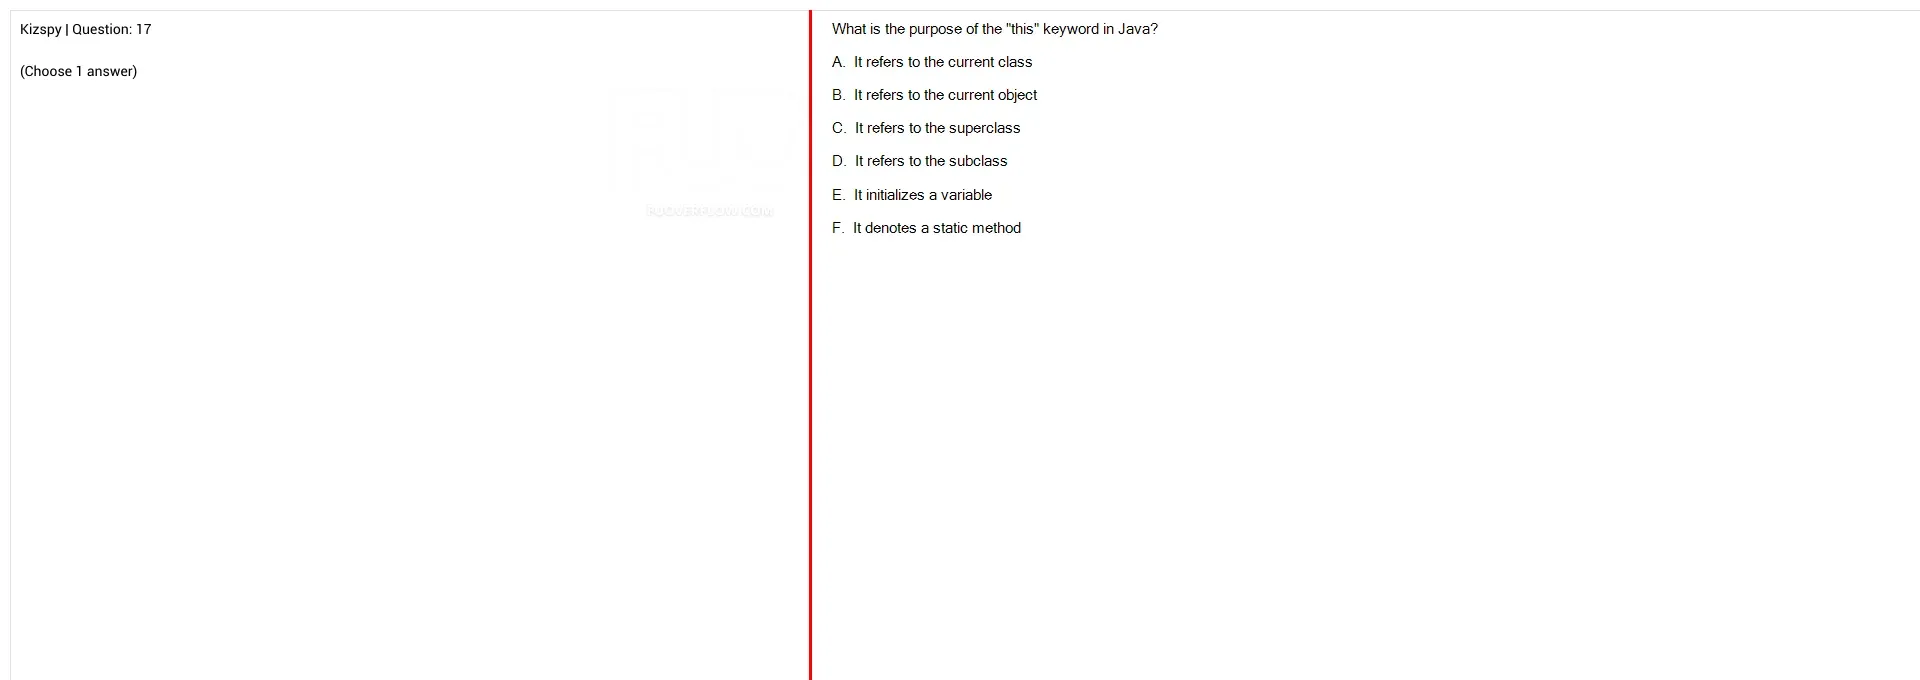 Kizspy | Question: 17
(Choose 1 answer)
FUOVERFLOW.COM
What is the purpose of the "this" keyword in Java?
A. It refers to the current class
B. It refers to the current object
C. It refers to the superclass
D. It refers to the subclass
E. It initializes a variable
F. It denotes a static method